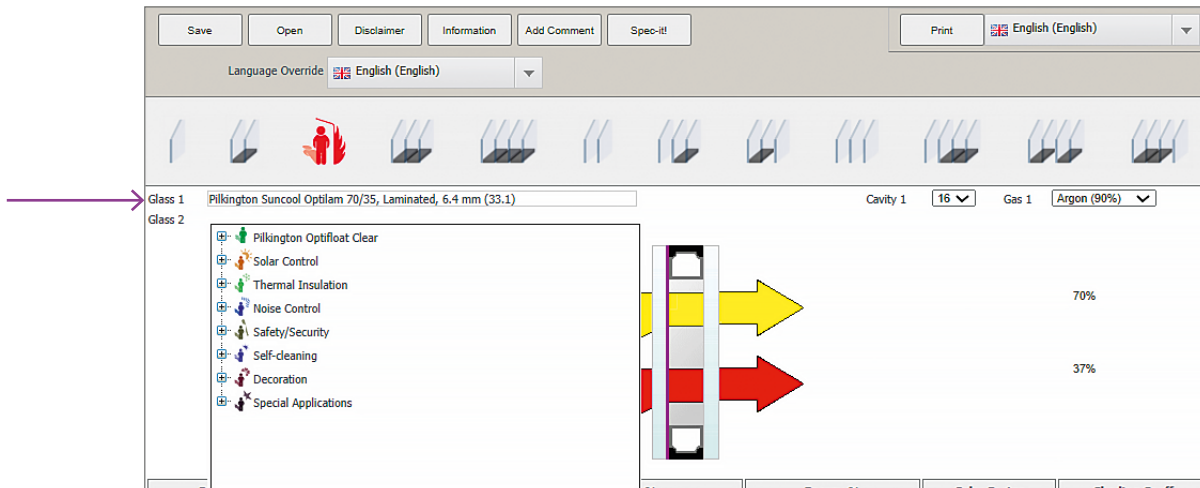 Save Open Disclaimer Information Add Comment Spec-it! Print English (English)
Language Override English (English)
Glass 1 Pilkington Suncool Optilam 70/35, Laminated, 6.4 mm (33.1) Cavity 1 16 Gas 1 Argon (90%)
Glass 2
Pilkington Optifloat Clear
Solar Control
Thermal Insulation
Noise Control
Safety/Security
Self-cleaning
Decoration
Special Applications
70%
37%